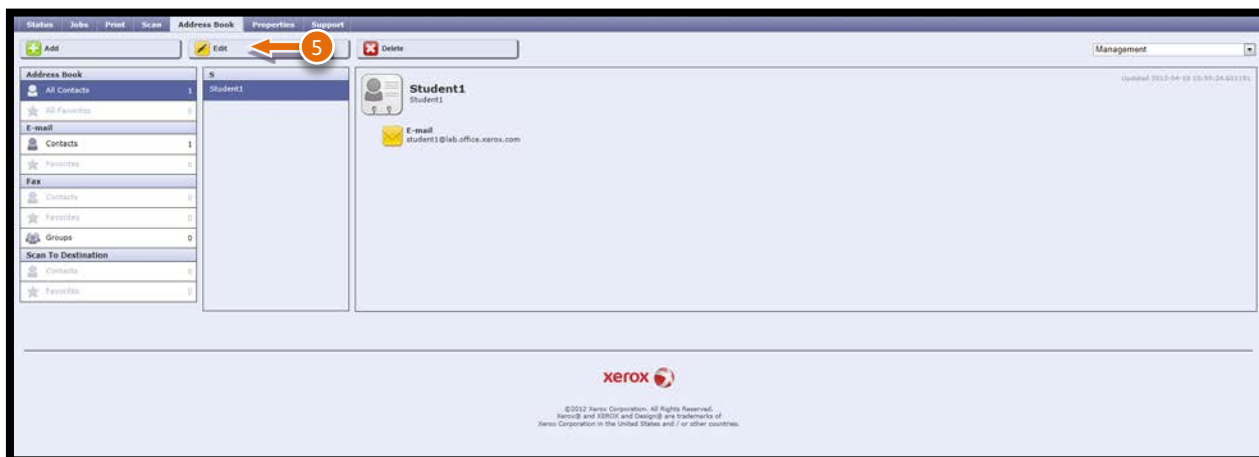 Status Jobs Print Scan Address Book Properties Support
Add Edit 5 Delete Management
Address Book
All Contacts 1
All Favorites 0
E-mail
Contacts 1
Favorites 0
Fax
Contacts 0
Favorites 0
Groups 0
Scan To Destination
Contacts 0
Favorites 0
S
Student1
Student1
Student1
E-mail
student1@lab.office.xerox.com
Updated
xerox
©2012 Xerox Corporation. All Rights Reserved.
Xerox® and XEROX and Design® are trademarks of
Xerox Corporation in the United States and / or other countries.